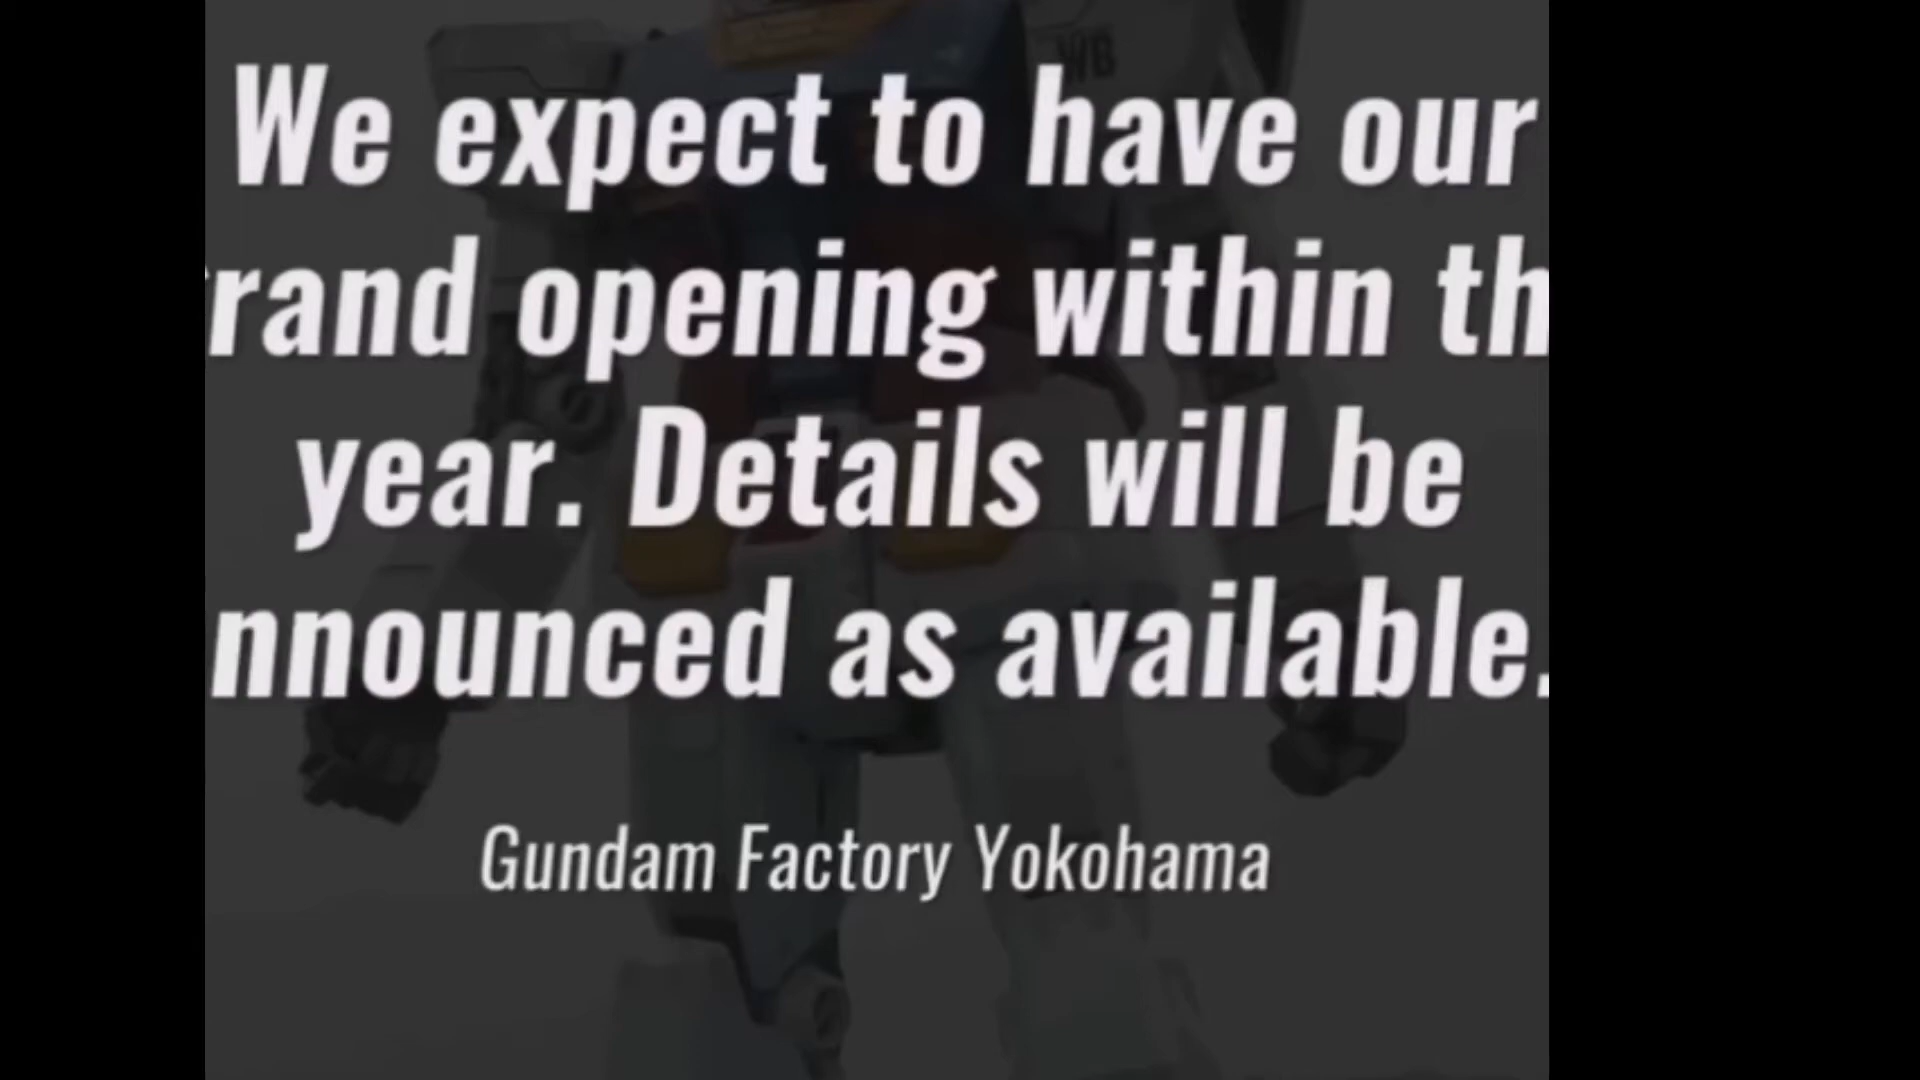 WB
We expect to have our
rand opening within th
year. Details will be
nnounced as available.
Gundam Factory Yokohama